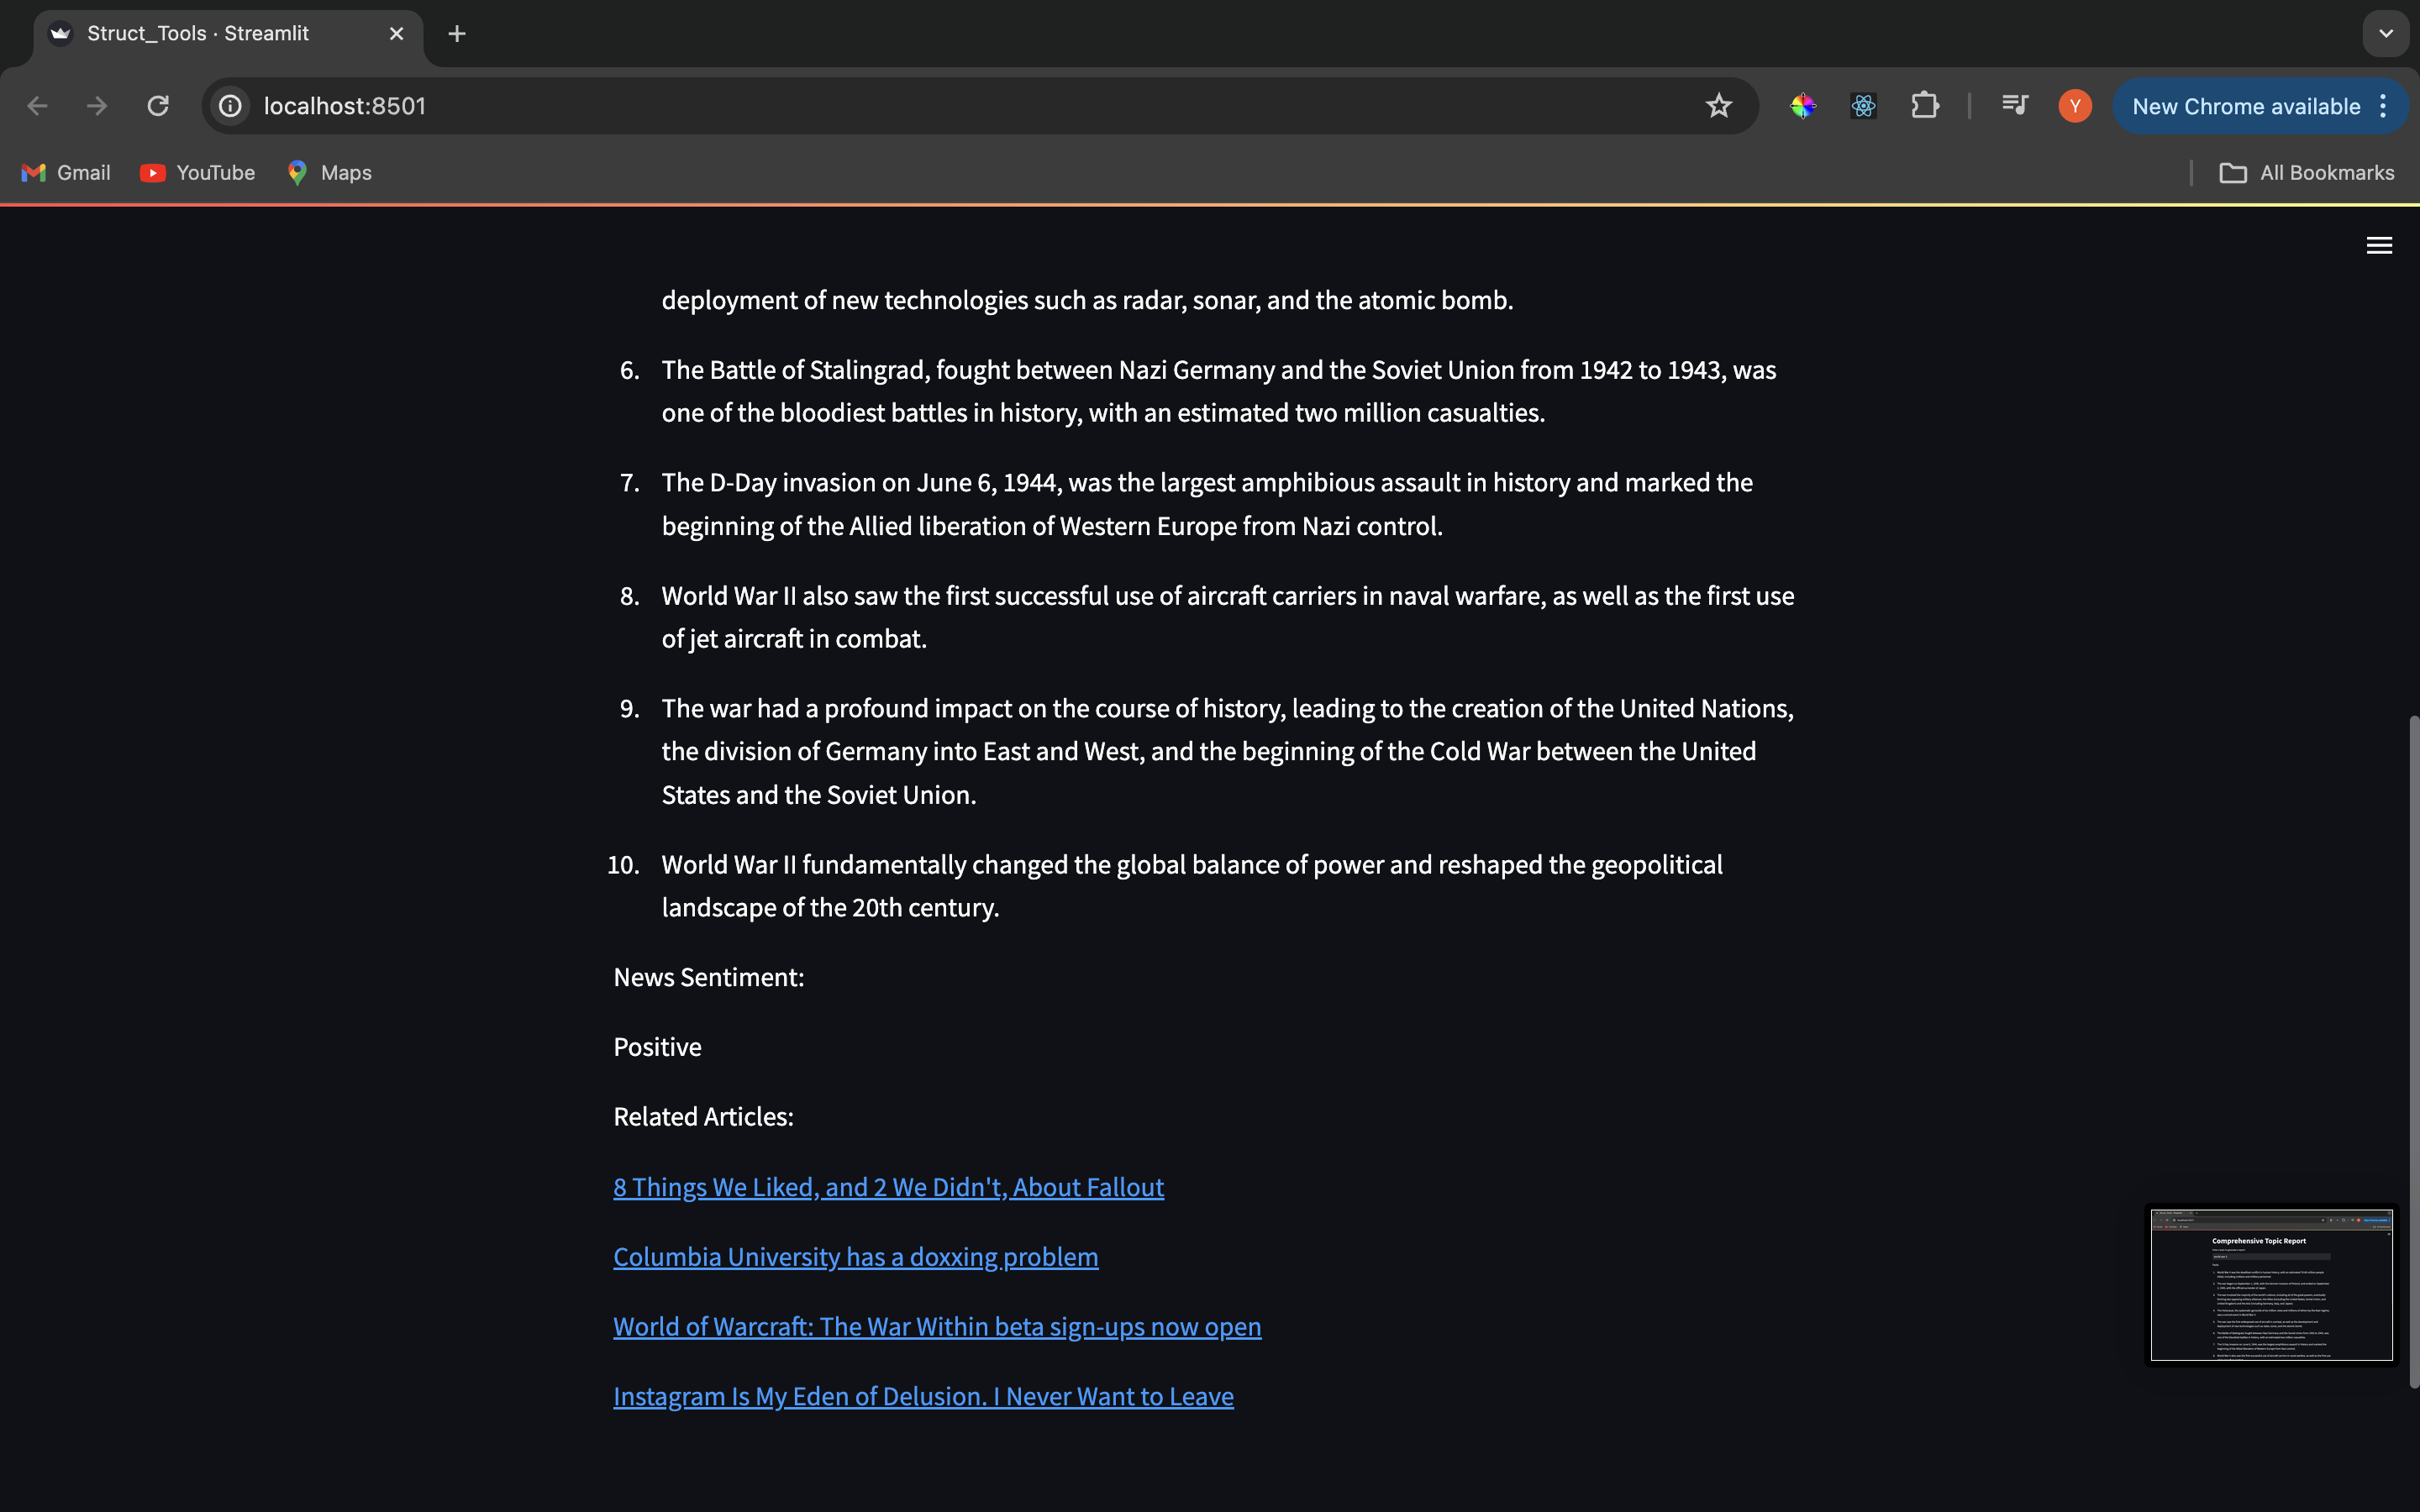 Struct_Tools · Streamlit
localhost:8501
Y
New Chrome available
Gmail
YouTube
Maps
All Bookmarks
deployment of new technologies such as radar, sonar, and the atomic bomb.
6. The Battle of Stalingrad, fought between Nazi Germany and the Soviet Union from 1942 to 1943, was
one of the bloodiest battles in history, with an estimated two million casualties.
7. The D-Day invasion on June 6, 1944, was the largest amphibious assault in history and marked the
beginning of the Allied liberation of Western Europe from Nazi control.
8. World War II also saw the first successful use of aircraft carriers in naval warfare, as well as the first use
of jet aircraft in combat.
9. The war had a profound impact on the course of history, leading to the creation of the United Nations,
the division of Germany into East and West, and the beginning of the Cold War between the United
States and the Soviet Union.
10. World War II fundamentally changed the global balance of power and reshaped the geopolitical
landscape of the 20th century.
News Sentiment:
Positive
Related Articles:
8 Things We Liked, and 2 We Didn't, About Fallout
Columbia University has a doxxing problem
World of Warcraft: The War Within beta sign-ups now open
Instagram Is My Eden of Delusion. I Never Want to Leave
Comprehensive Topic Report